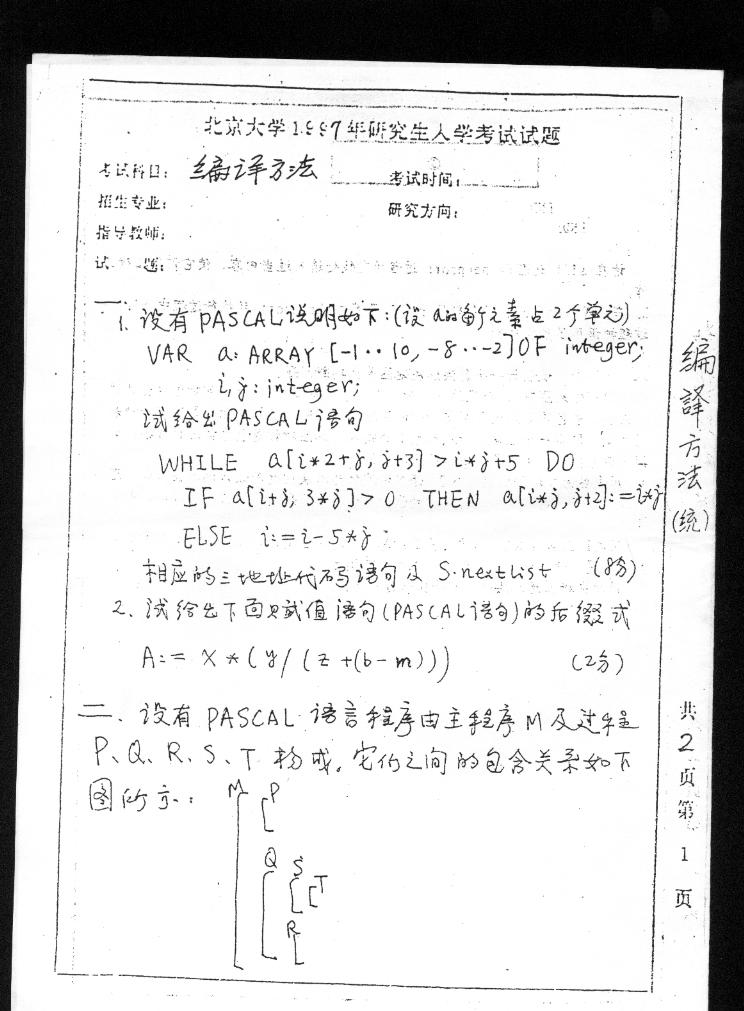 北京大学1997年研究生入学考试试题
考试科目: 编译方法 考试时间:
招生专业: 研究方向:
指导教师:
试 题:
一 1. 设有PASCAL说明如下:(设a的每个元素占2个单元)
VAR a: ARRAY [-1··10, -8··-2] OF integer;
i, j: integer;
试给出PASCAL语句
WHILE a[i*2+j, j+3] > i*j+5 DO
IF a[i+j, 3*j] > 0 THEN a[i*j, j+2]:=i*j
ELSE i:=i-5*j
相应的三地址代码语句及S.nextlist (8分)
2. 试给出下面赋值语句(PASCAL语句)的后缀式
A:= X*(y/(z+(b-m))) (2分)
二、设有PASCAL语言程序由主程序M及过程
P、Q、R、S、T构成。它们之间的包含关系如下
图所示:
M P
Q S
T
R
编譯方法(统)
共2页第1页